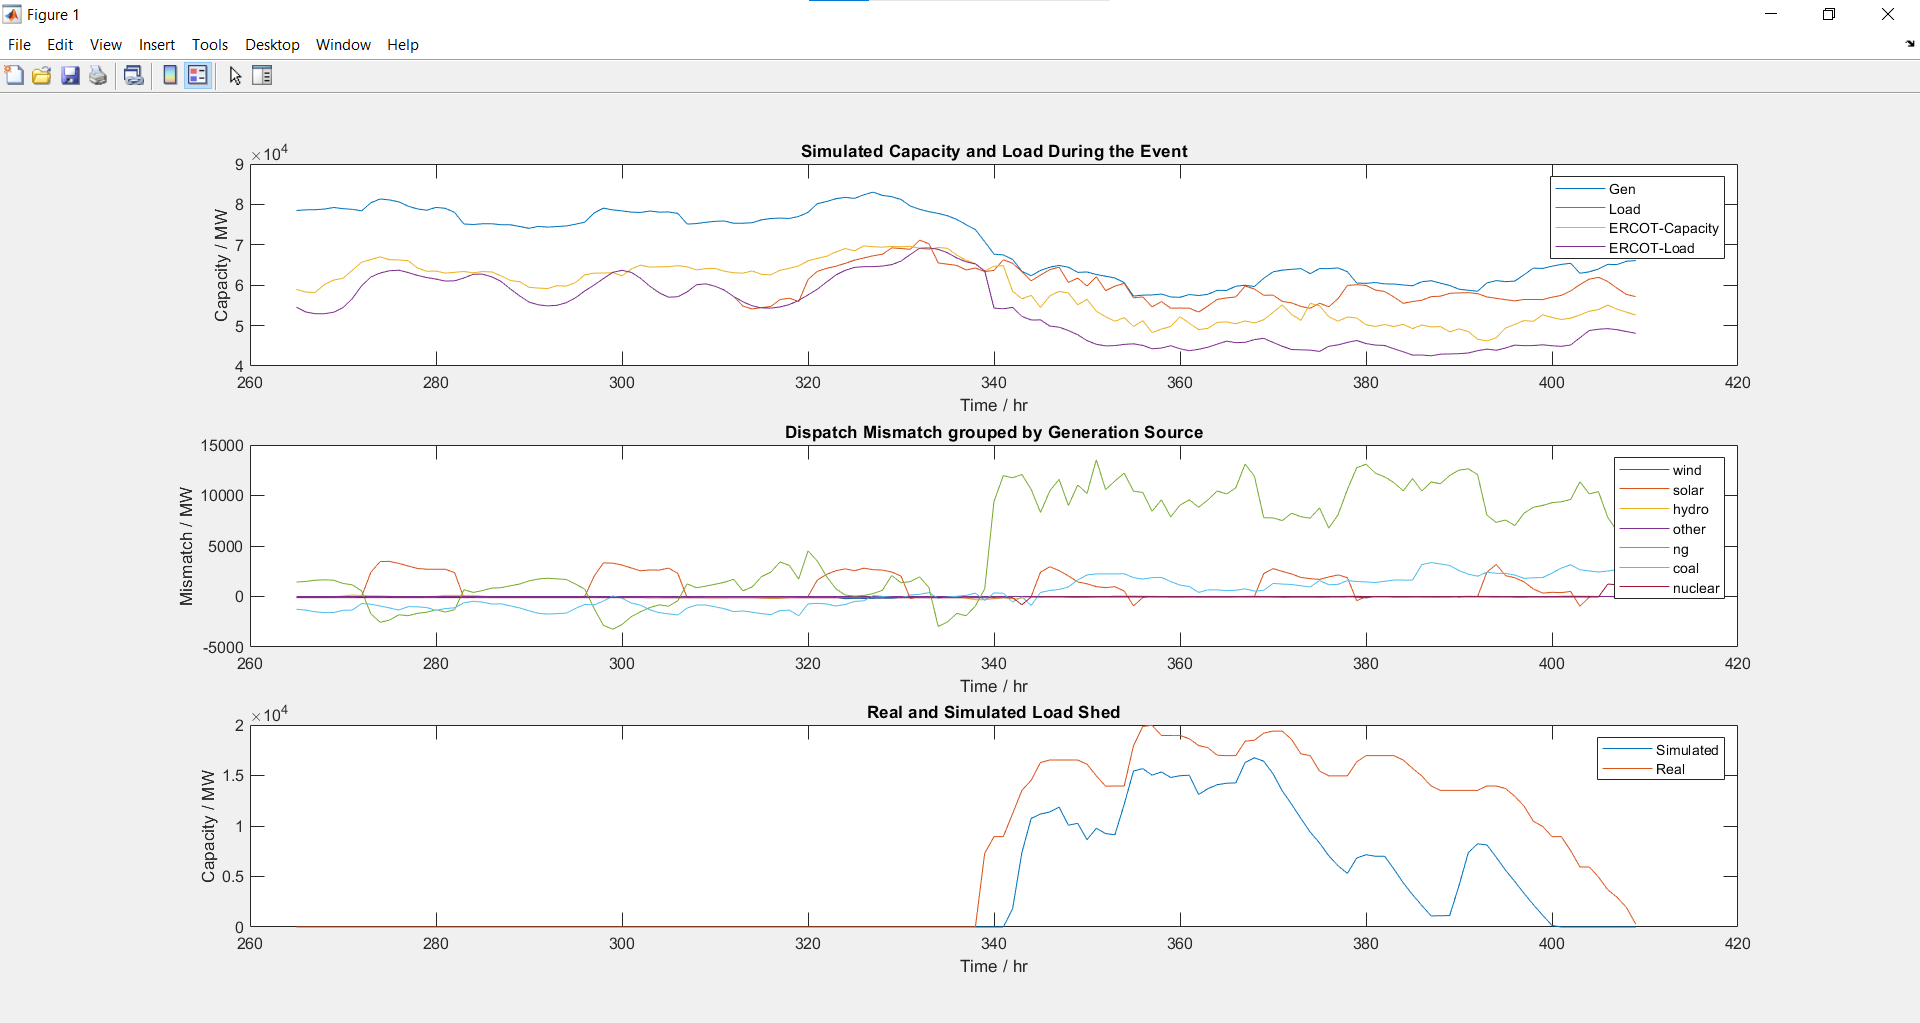 Figure 1
File Edit View Insert Tools Desktop Window Help
Simulated Capacity and Load During the Event
×10⁴
9
8
7
6
5
4
Capacity / MW
260 280 300 320 340 360 380 400 420
Time / hr
Gen
Load
ERCOT-Capacity
ERCOT-Load
Dispatch Mismatch grouped by Generation Source
15000
10000
5000
0
-5000
Mismatch / MW
260 280 300 320 340 360 380 400 420
Time / hr
wind
solar
hydro
other
ng
coal
nuclear
Real and Simulated Load Shed
×10⁴
2
1.5
1
0.5
0
Capacity / MW
260 280 300 320 340 360 380 400 420
Time / hr
Simulated
Real